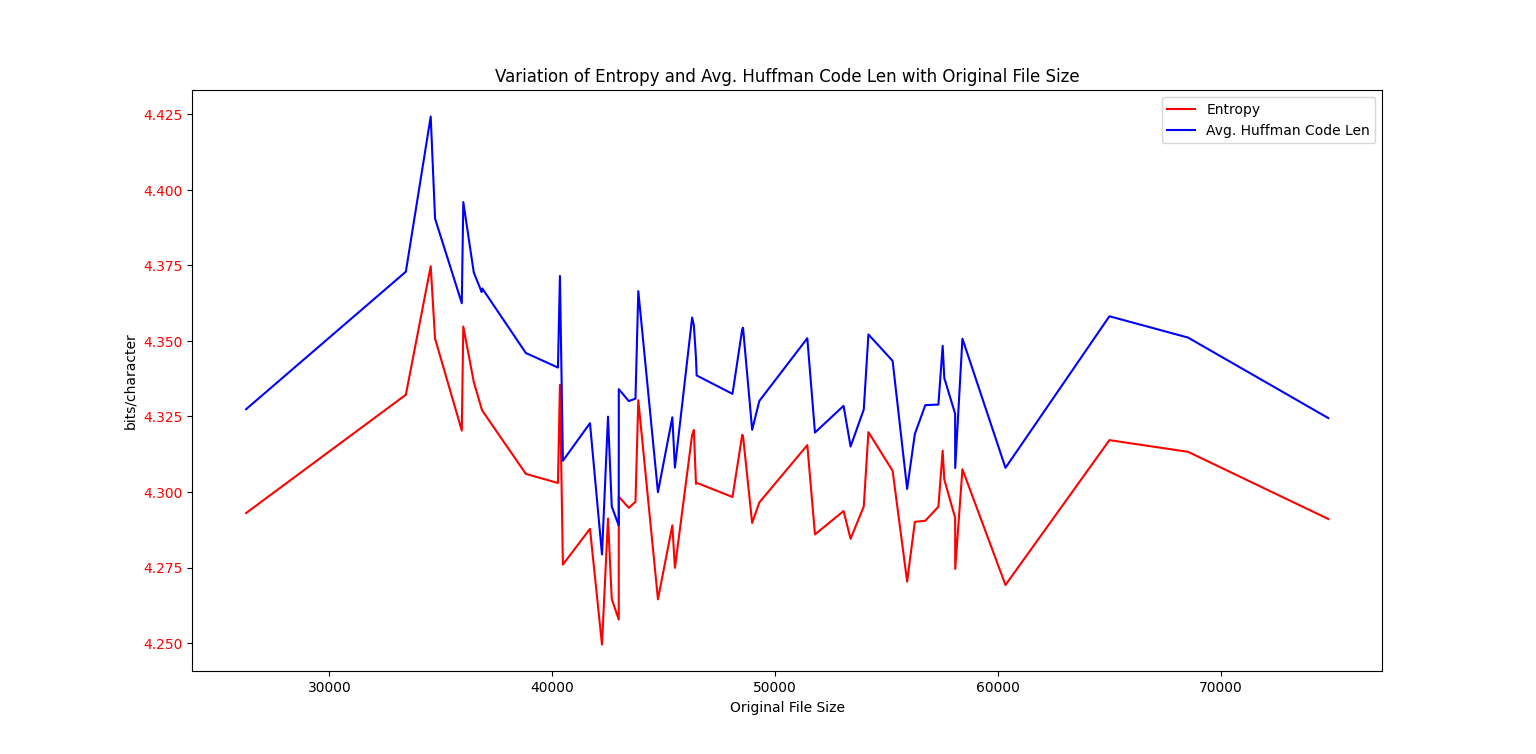 Variation of Entropy and Avg. Huffman Code Len with Original File Size
Entropy
Avg. Huffman Code Len
4.425
4.400
4.375
4.350
4.325
4.300
4.275
4.250
bits/character
30000
40000
50000
60000
70000
Original File Size